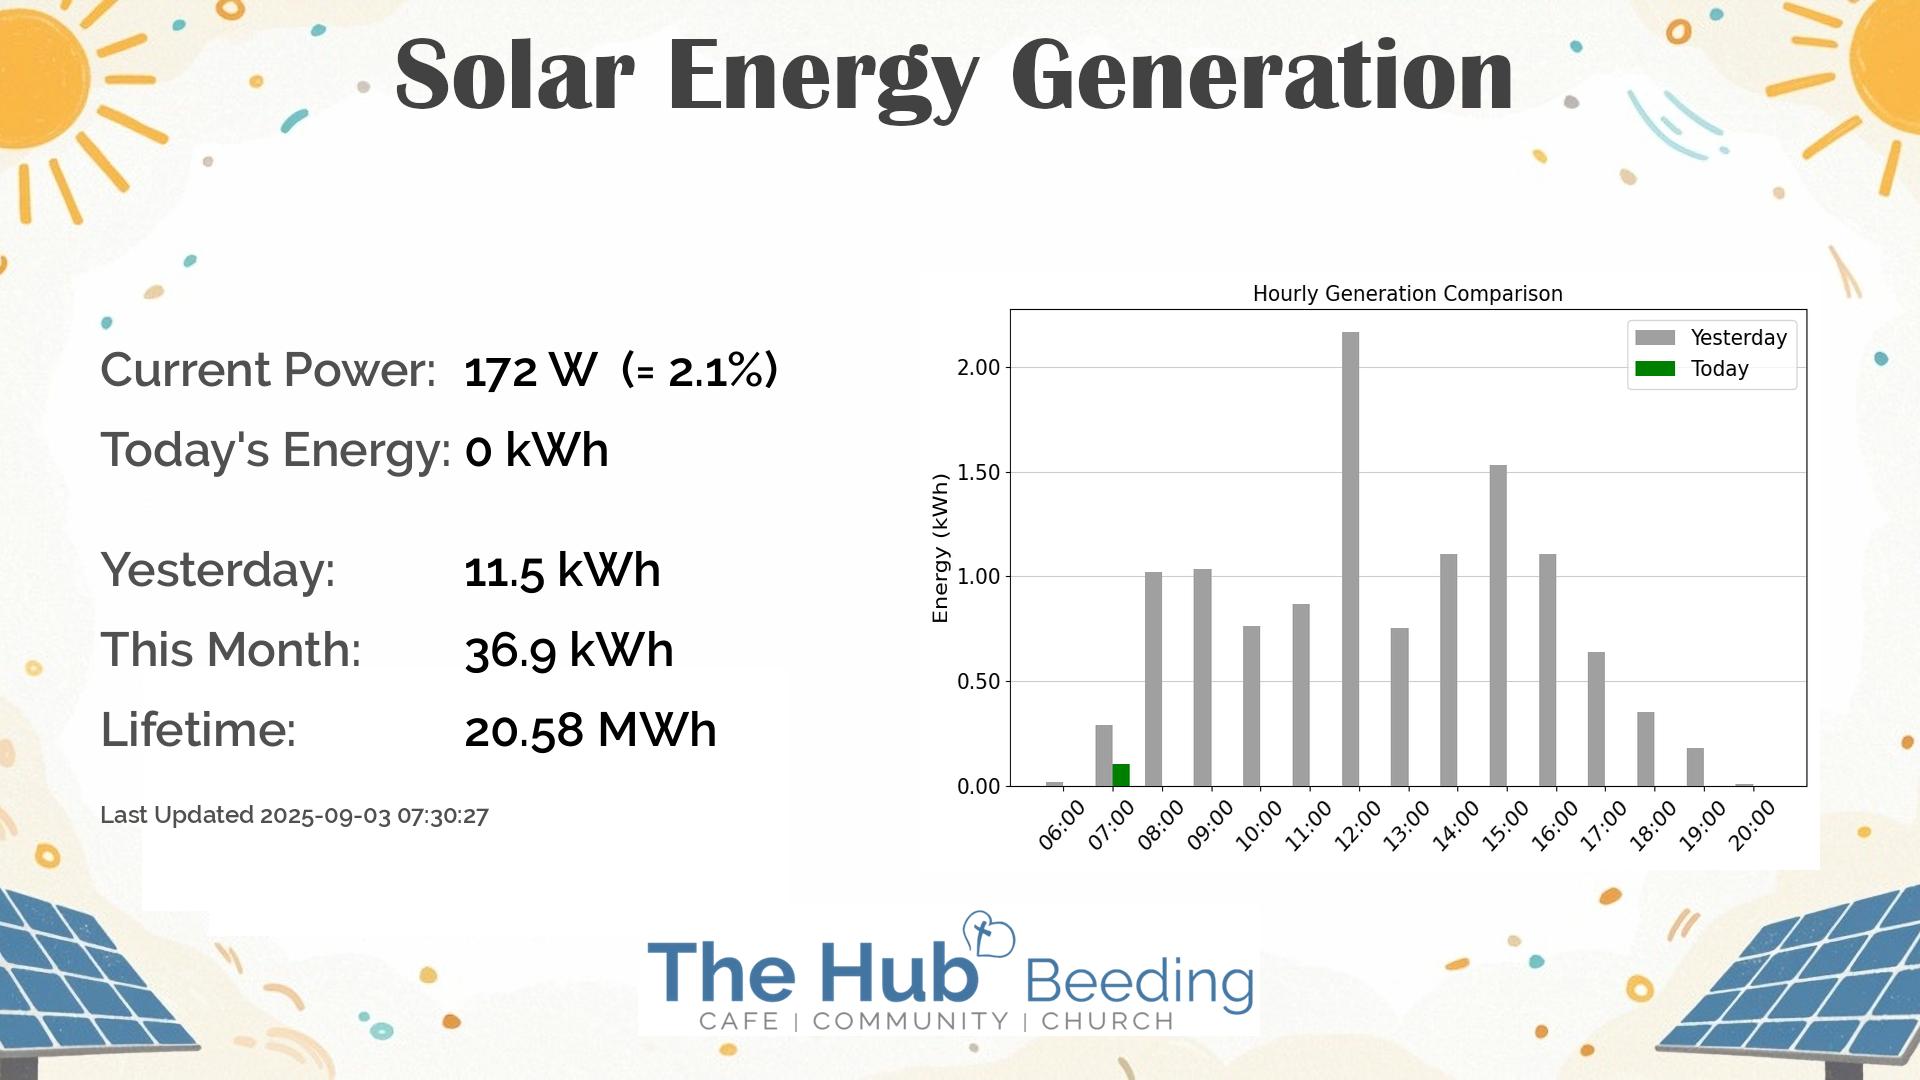 Solar Energy Generation
Current Power: 172 W (= 2.1%)
Today's Energy: 0 kWh
Yesterday: 11.5 kWh
This Month: 36.9 kWh
Lifetime: 20.58 MWh
Last Updated 2025-09-03 07:30:27
Hourly Generation Comparison
Yesterday
Today
Energy (kWh)
2.00
1.50
1.00
0.50
0.00
06:00 07:00 08:00 09:00 10:00 11:00 12:00 13:00 14:00 15:00 16:00 17:00 18:00 19:00 20:00
The Hub Beeding
CAFE | COMMUNITY | CHURCH